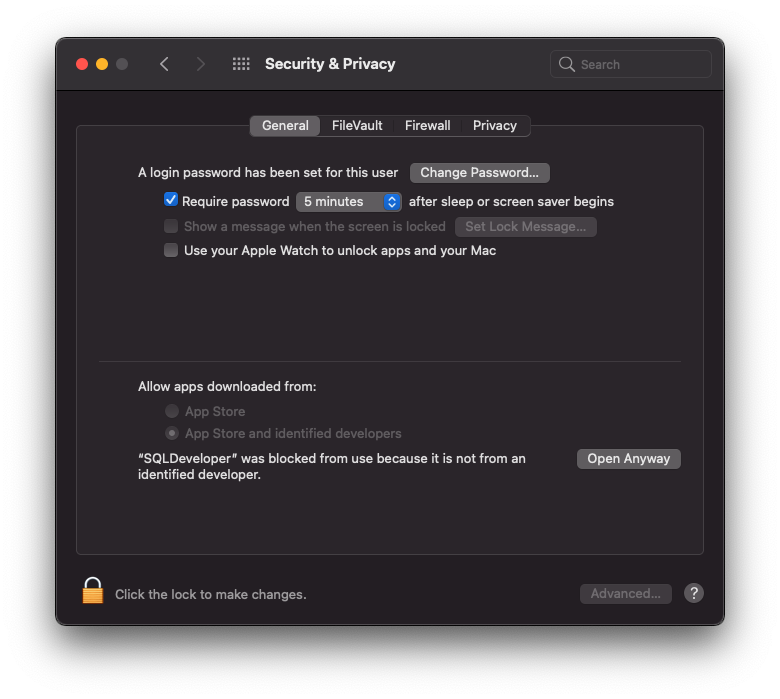 Security & Privacy
Search
General FileVault Firewall Privacy
A login password has been set for this user Change Password...
Require password 5 minutes after sleep or screen saver begins
Show a message when the screen is locked Set Lock Message...
Use your Apple Watch to unlock apps and your Mac
Allow apps downloaded from:
App Store
App Store and identified developers
“SQLDeveloper” was blocked from use because it is not from an
identified developer.
Open Anyway
Click the lock to make changes.
Advanced... ?